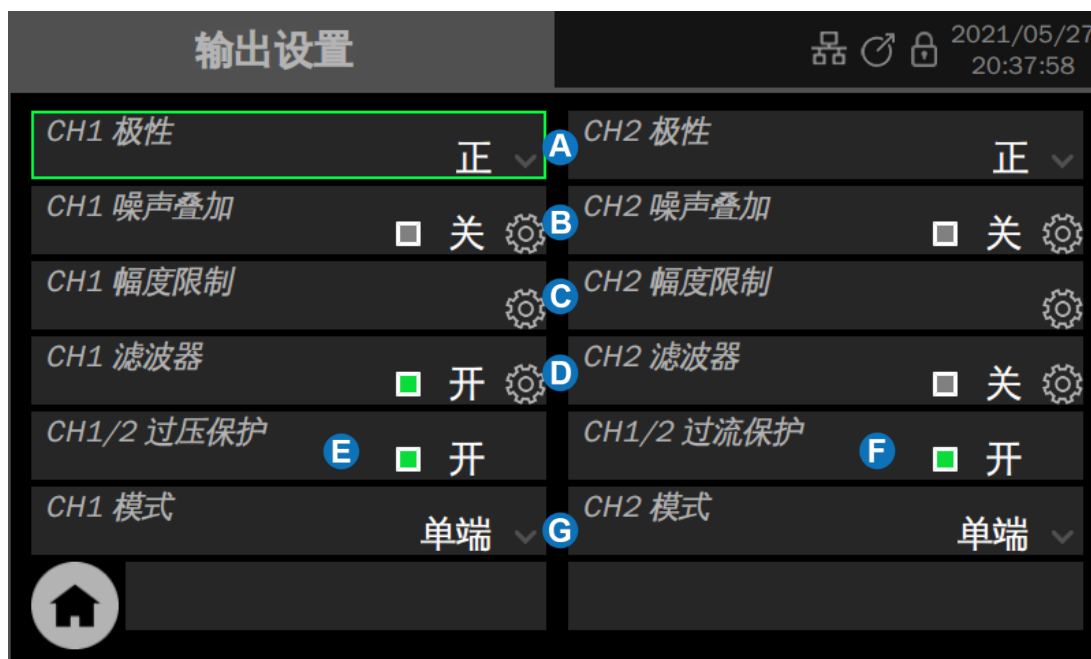 输出设置
2021/05/27
20:37:58
CH1 极性
正
A
CH2 极性
正
CH1 噪声叠加
关
B
CH2 噪声叠加
关
CH1 幅度限制
C
CH2 幅度限制
CH1 滤波器
开
D
CH2 滤波器
关
CH1/2 过压保护
E
开
CH1/2 过流保护
F
开
CH1 模式
单端
G
CH2 模式
单端